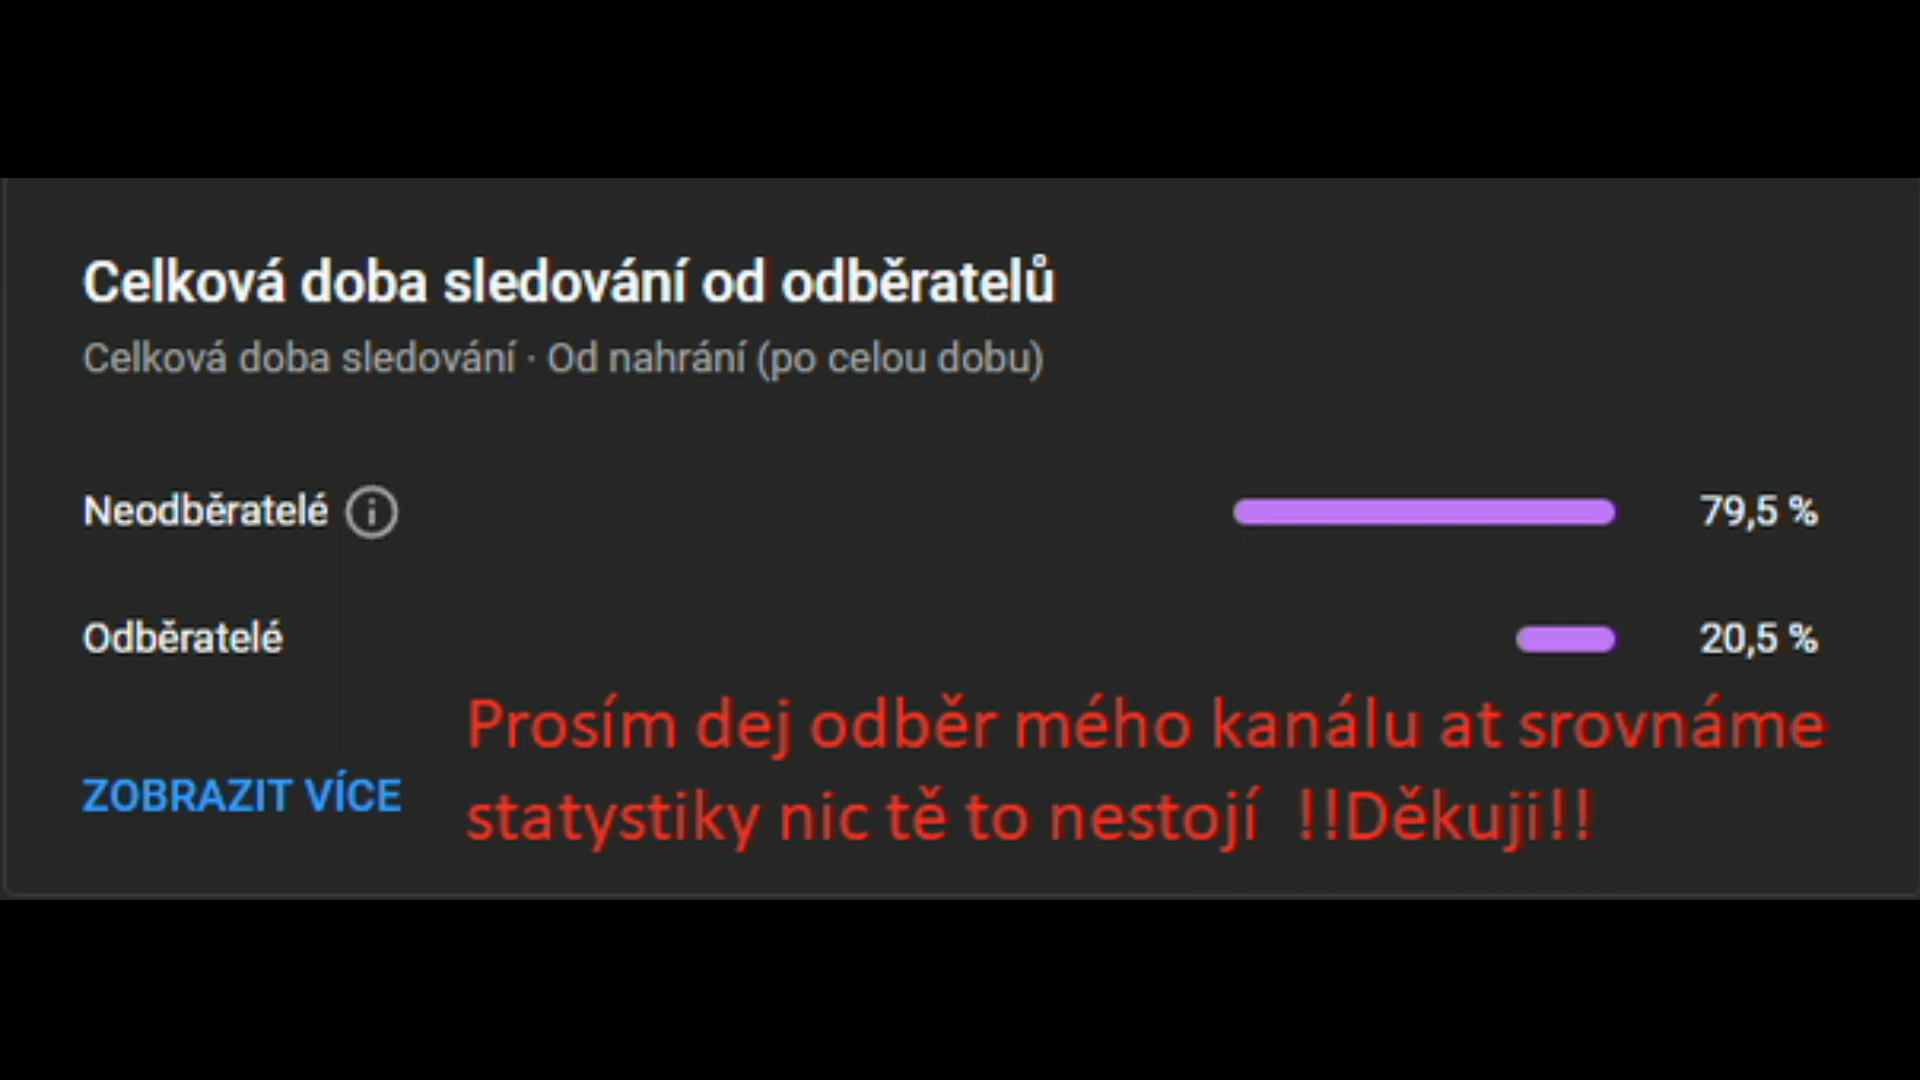 Celková doba sledování od odběratelů
Celková doba sledování · Od nahrání (po celou dobu)
Neodběratelé 79,5 %
Odběratelé 20,5 %
Prosím dej odběr mého kanálu at srovnáme
ZOBRAZIT VÍCE
statystiky nic tě to nestojí !!Děkuji!!